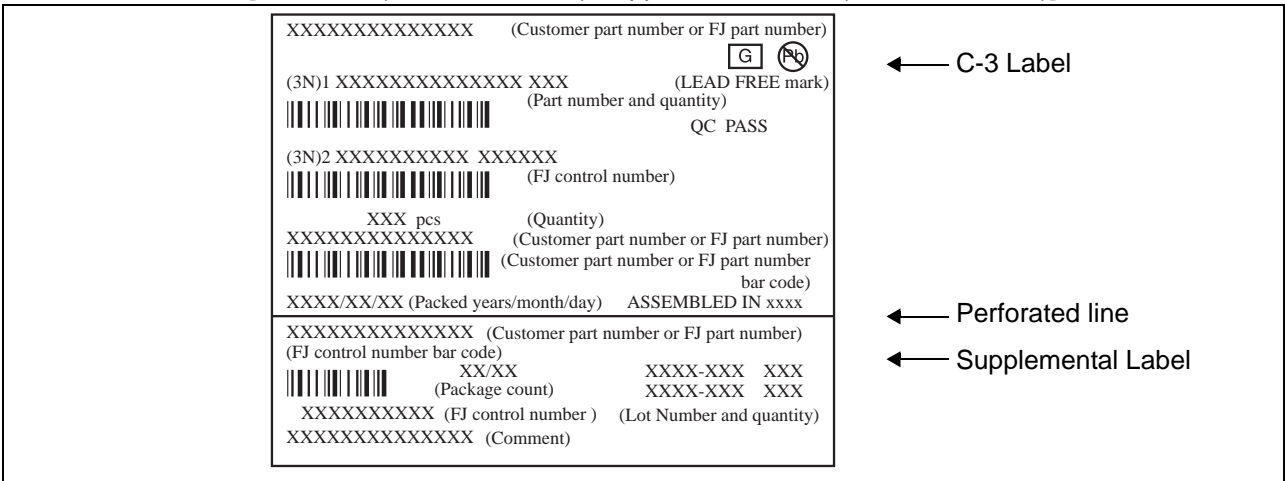 XXXXXXXXXXXXXX (Customer part number or FJ part number)
G Pb
C-3 Label
(3N)1 XXXXXXXXXXXXXX XXX (LEAD FREE mark)
(Part number and quantity)
QC PASS
(3N)2 XXXXXXXXXX XXXXXX
(FJ control number)
XXX pcs (Quantity)
XXXXXXXXXXXXXX (Customer part number or FJ part number)
(Customer part number or FJ part number
bar code)
XXXX/XX/XX (Packed years/month/day) ASSEMBLED IN xxxx
Perforated line
XXXXXXXXXXXXXX (Customer part number or FJ part number)
(FJ control number bar code)
Supplemental Label
XX/XX XXXX-XXX XXX
(Package count) XXXX-XXX XXX
XXXXXXXXXX (FJ control number ) (Lot Number and quantity)
XXXXXXXXXXXXXX (Comment)